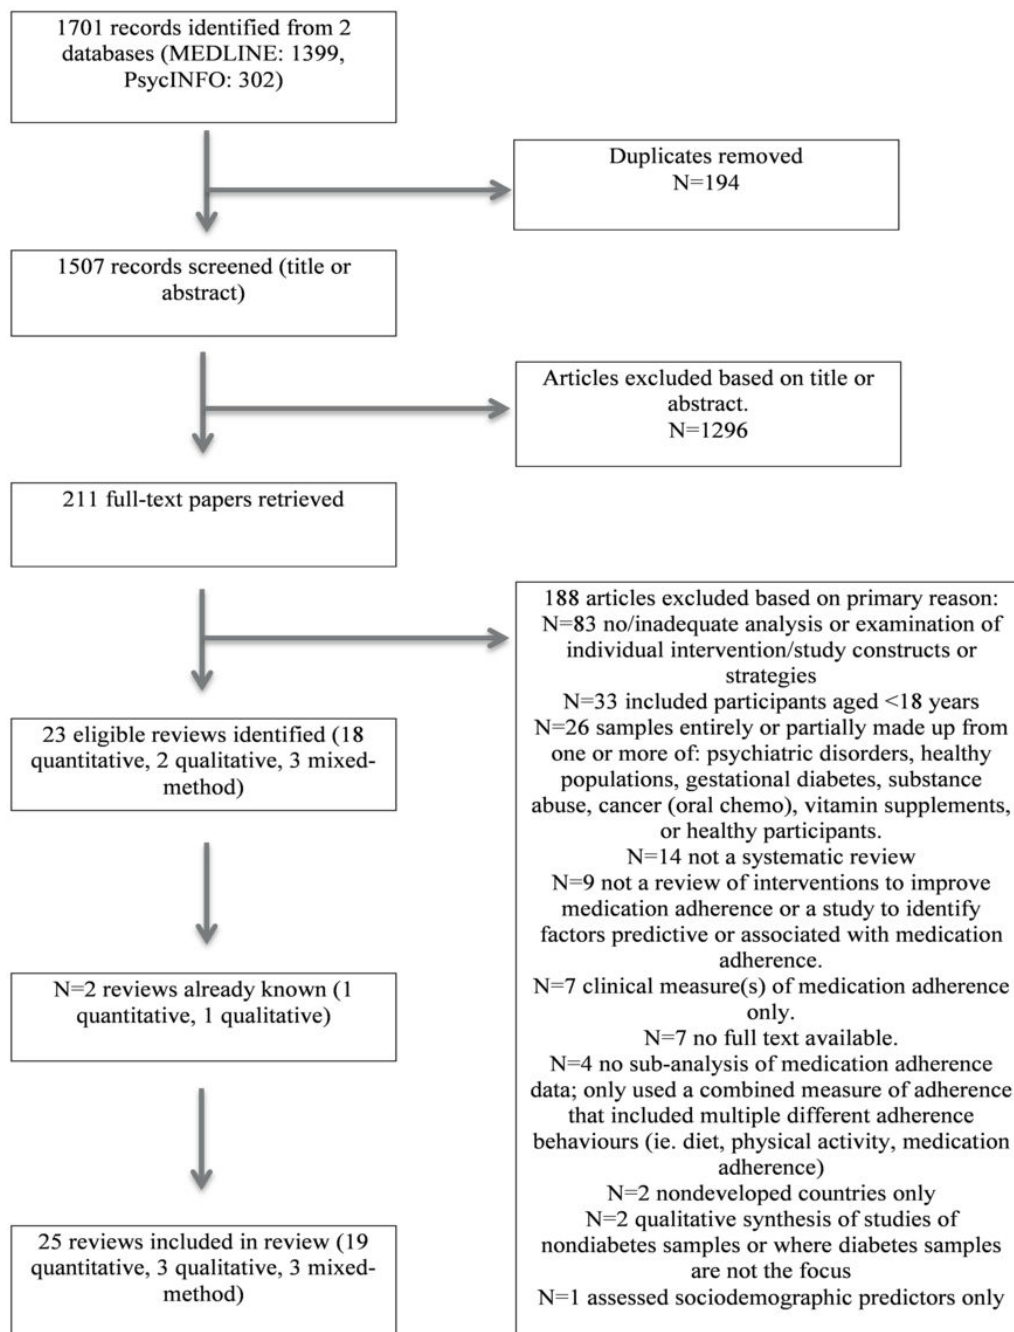 1701 records identified from 2
databases (MEDLINE: 1399,
PsycINFO: 302)
Duplicates removed
N=194
1507 records screened (title or
abstract)
Articles excluded based on title or
abstract.
N=1296
211 full-text papers retrieved
188 articles excluded based on primary reason:
N=83 no/inadequate analysis or examination of
individual intervention/study constructs or
strategies
N=33 included participants aged <18 years
N=26 samples entirely or partially made up from
one or more of: psychiatric disorders, healthy
populations, gestational diabetes, substance
abuse, cancer (oral chemo), vitamin supplements,
or healthy participants.
N=14 not a systematic review
N=9 not a review of interventions to improve
medication adherence or a study to identify
factors predictive or associated with medication
adherence.
N=7 clinical measure(s) of medication adherence
only.
N=7 no full text available.
N=4 no sub-analysis of medication adherence
data; only used a combined measure of adherence
that included multiple different adherence
behaviours (ie. diet, physical activity, medication
adherence)
N=2 nondeveloped countries only
N=2 qualitative synthesis of studies of
nondiabetes samples or where diabetes samples
are not the focus
N=1 assessed sociodemographic predictors only
23 eligible reviews identified (18
quantitative, 2 qualitative, 3 mixed-
method)
N=2 reviews already known (1
quantitative, 1 qualitative)
25 reviews included in review (19
quantitative, 3 qualitative, 3 mixed-
method)